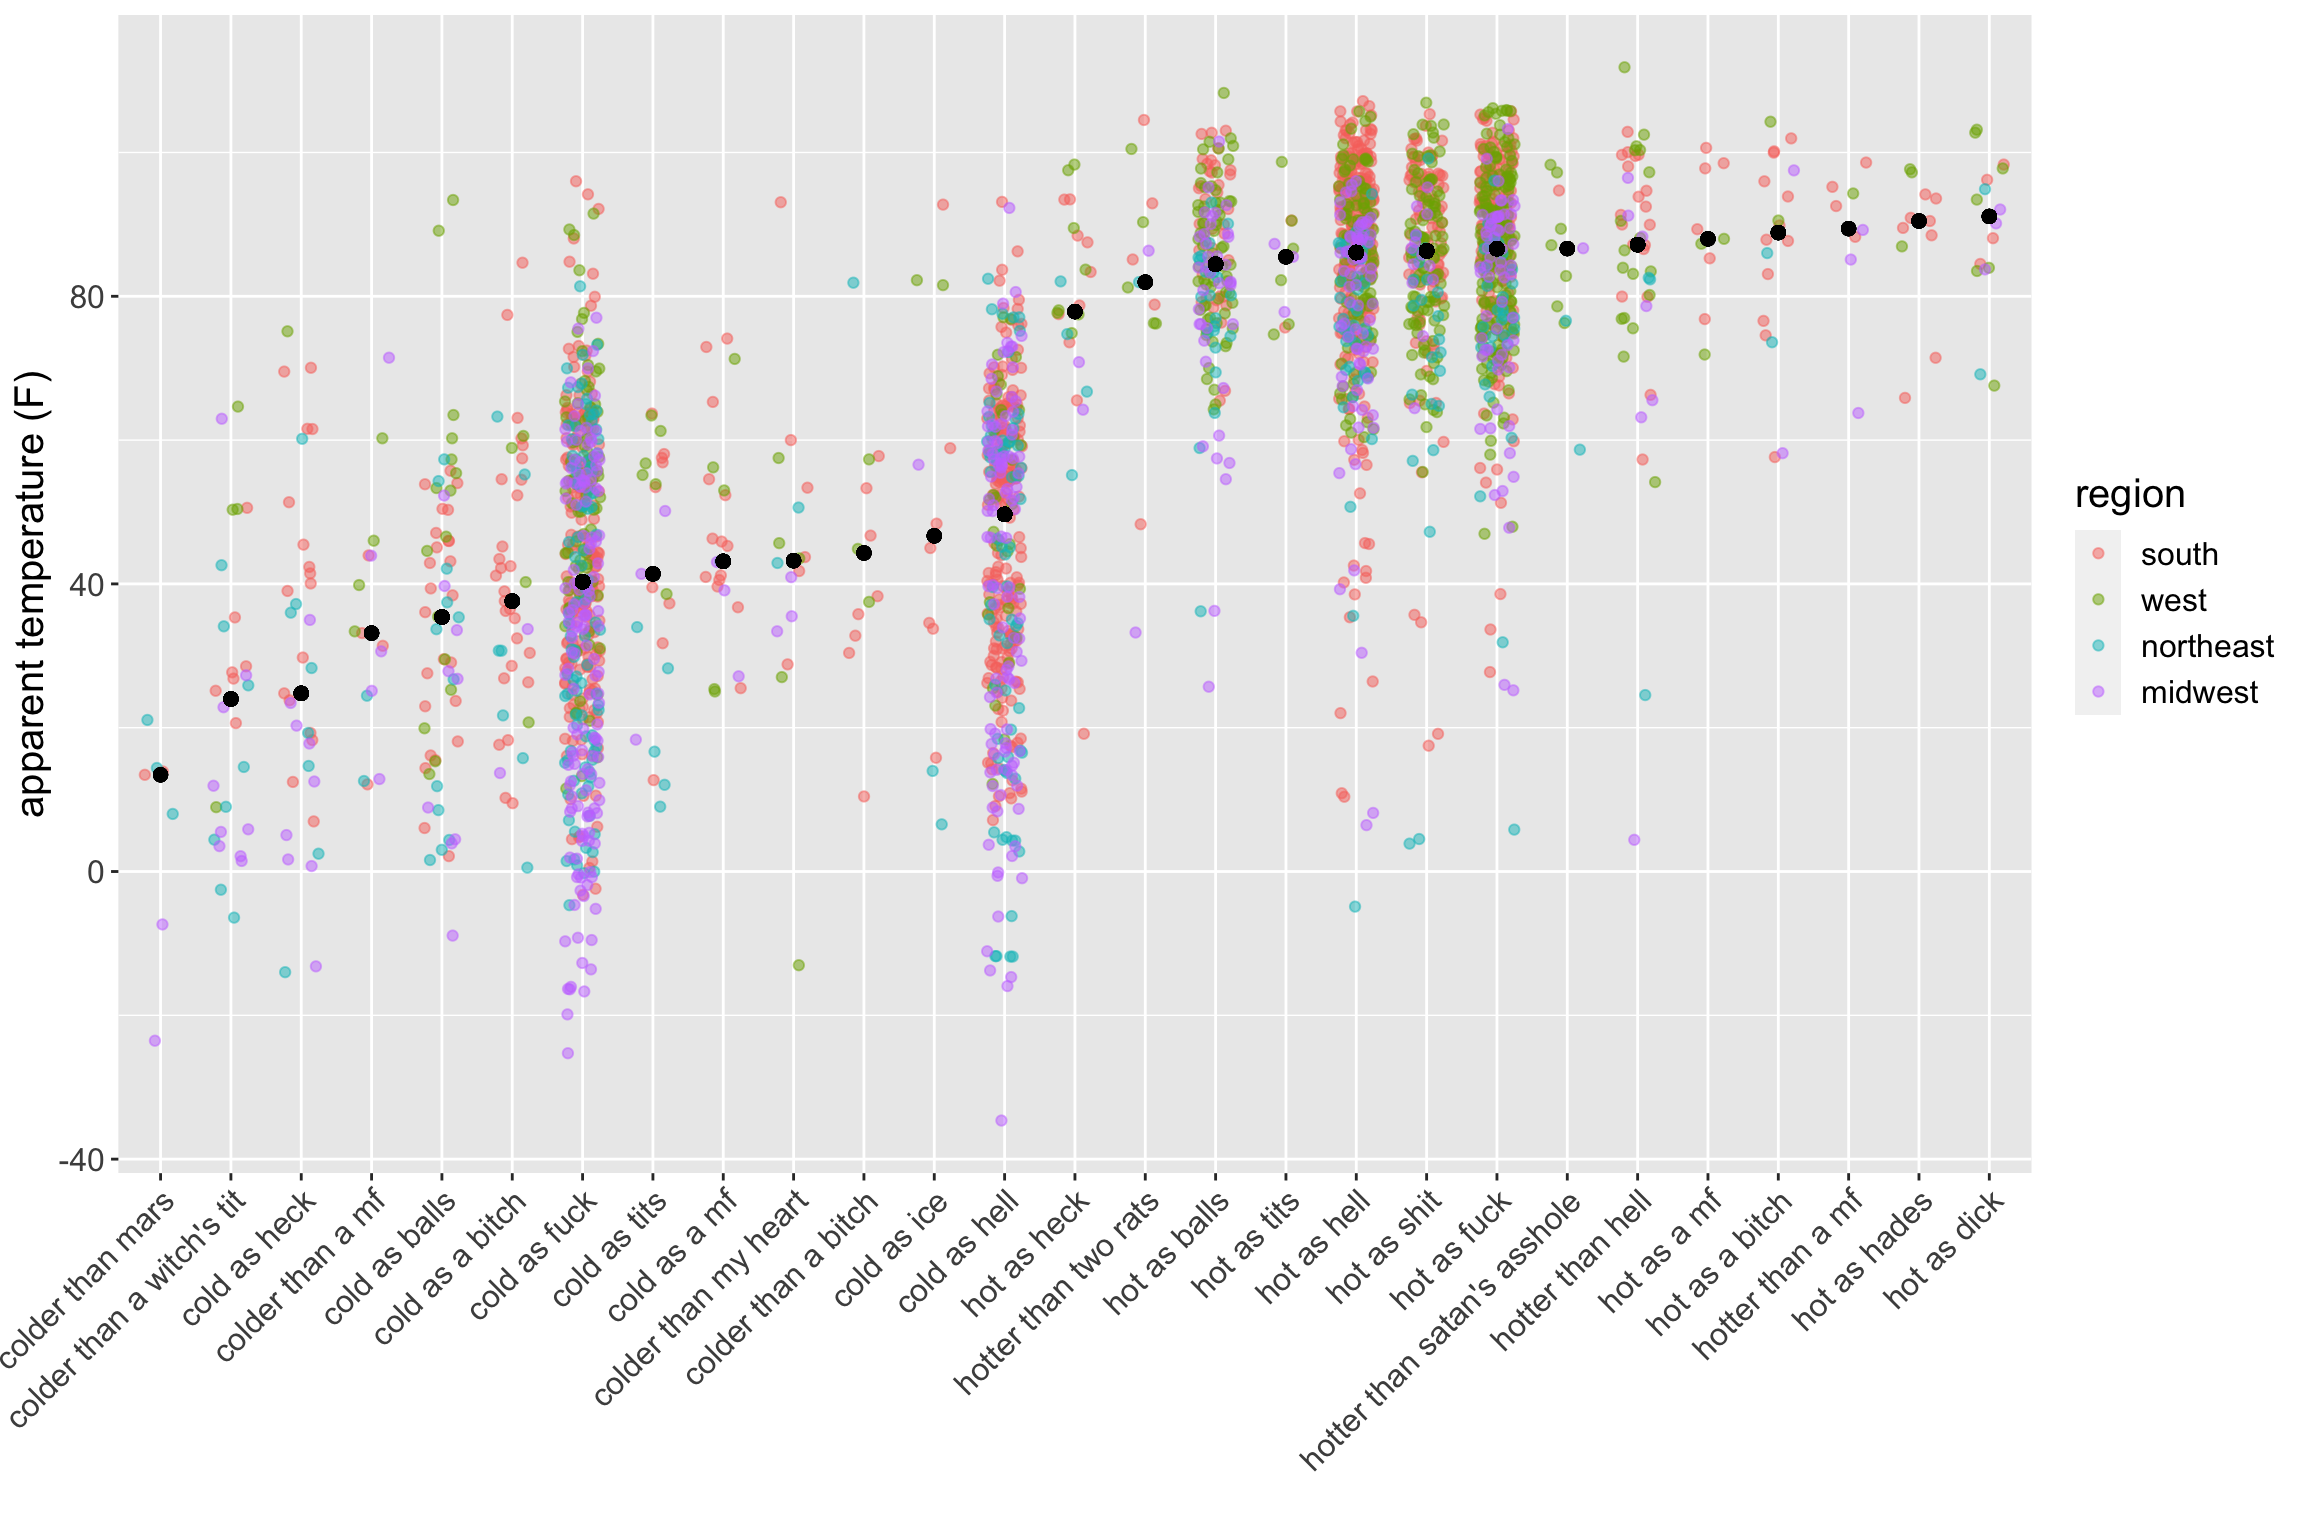 apparent temperature (F)
80
40
0
-40
colder than mars
colder than a witch's tit
cold as heck
colder than a mf
cold as balls
cold as a bitch
cold as fuck
cold as tits
cold as a mf
colder than my heart
colder than a bitch
cold as ice
cold as hell
hot as heck
hotter than two rats
hot as balls
hot as tits
hot as hell
hot as shit
hot as fuck
hotter than satan's asshole
hotter than hell
hot as a mf
hot as a bitch
hotter than a mf
hot as hades
hot as dick
region
south
west
northeast
midwest